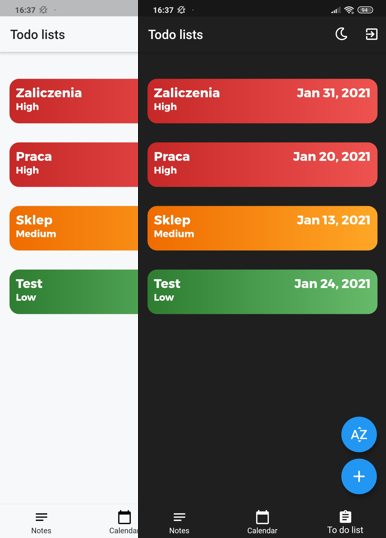 16:37
Todo lists
Zaliczenia
High
Praca
High
Sklep
Medium
Test
Low
Notes
Calenda
16:37
94
Todo lists
Zaliczenia Jan 31, 2021
High
Praca Jan 20, 2021
High
Sklep Jan 13, 2021
Medium
Test Jan 24, 2021
Low
AZ
Notes Calendar To do list